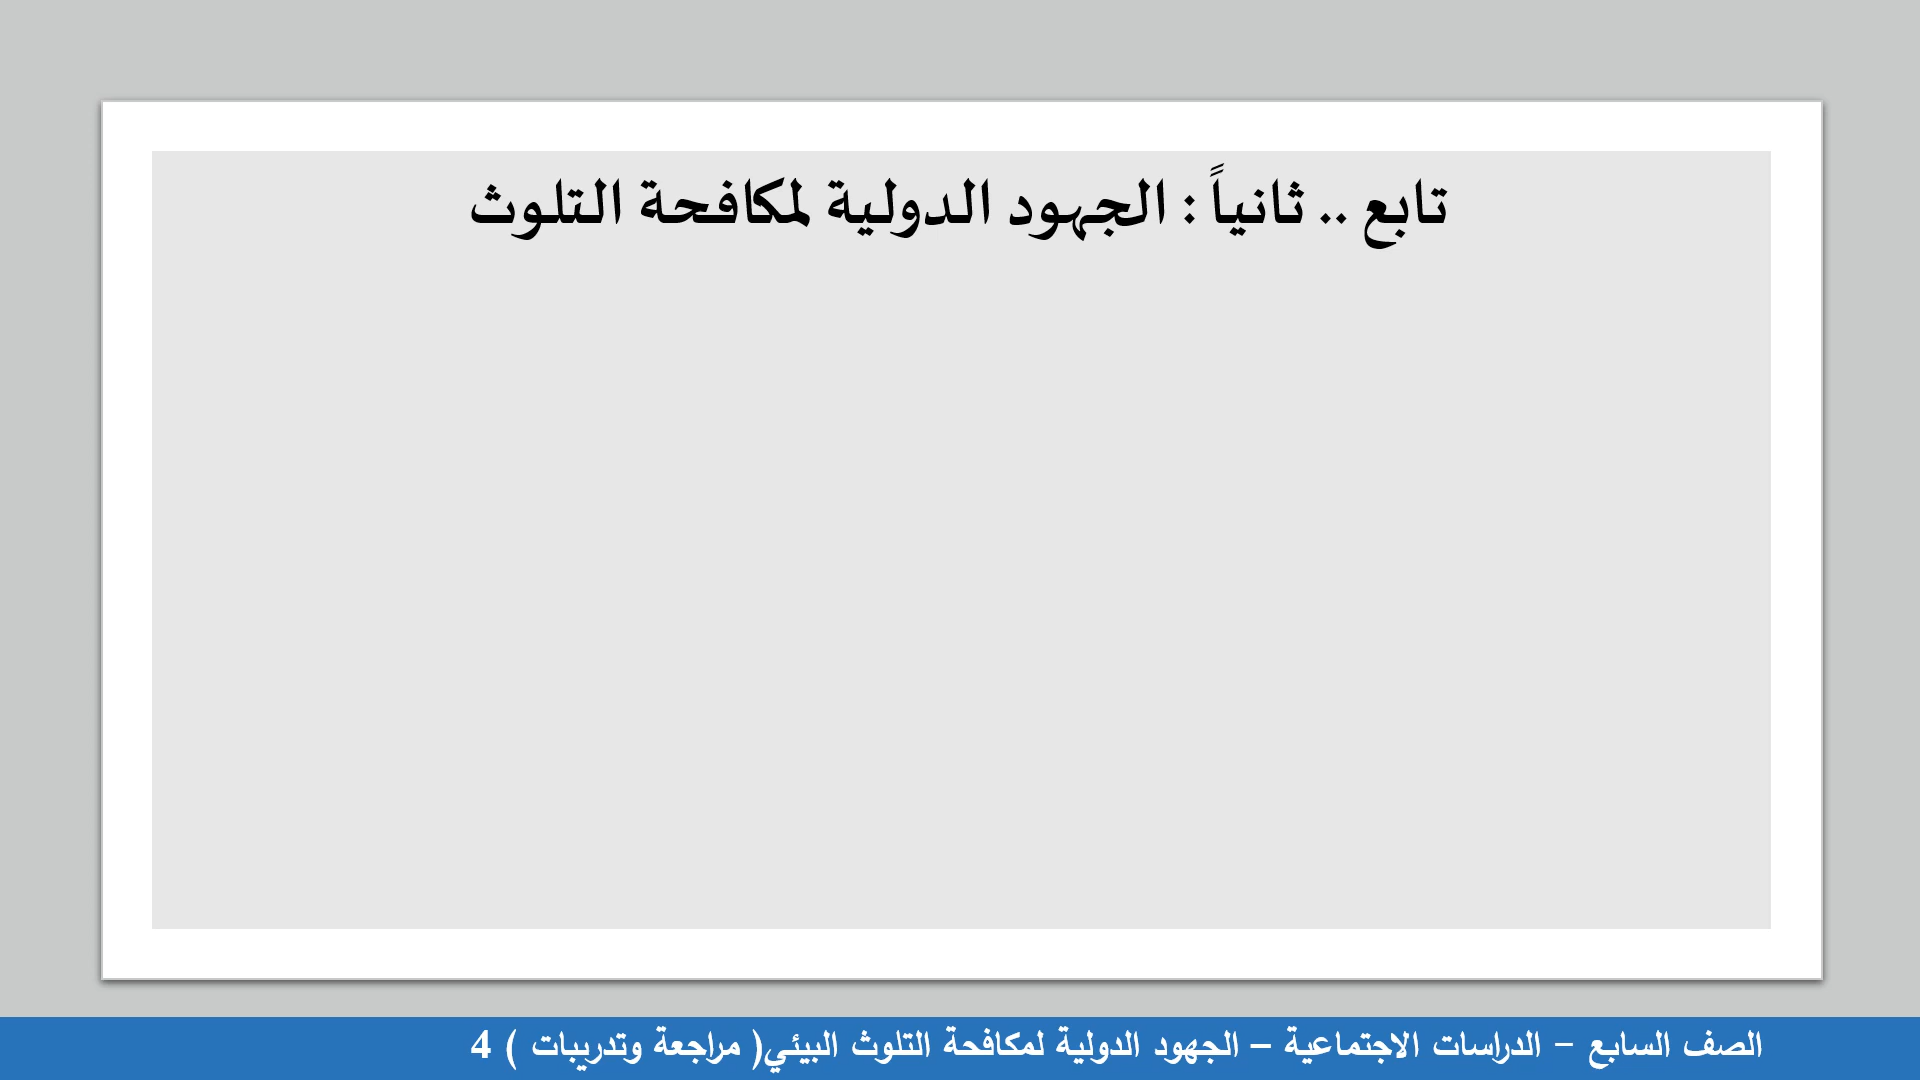 تابع .. ثانياً : الجهود الدولية لمكافحة التلوث
الصف السابع – الدراسات الاجتماعية – الجهود الدولية لمكافحة التلوث البيئي( مراجعة وتدريبات ) 4